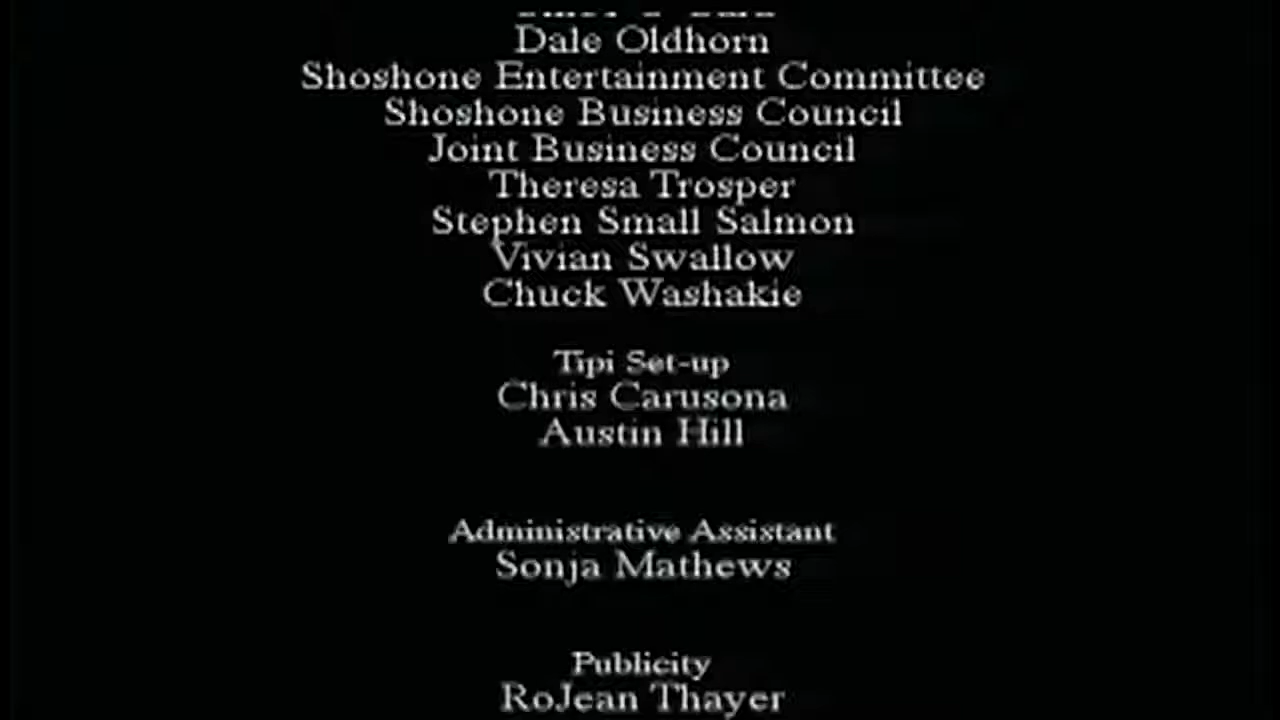 Dale Oldhorn
Shoshone Entertainment Committee
Shoshone Business Council
Joint Business Council
Theresa Trosper
Stephen Small Salmon
Vivian Swallow
Chuck Washakie
Tipi Set-up
Chris Carusona
Austin Hill
Administrative Assistant
Sonja Mathews
Publicity
RoJean Thayer